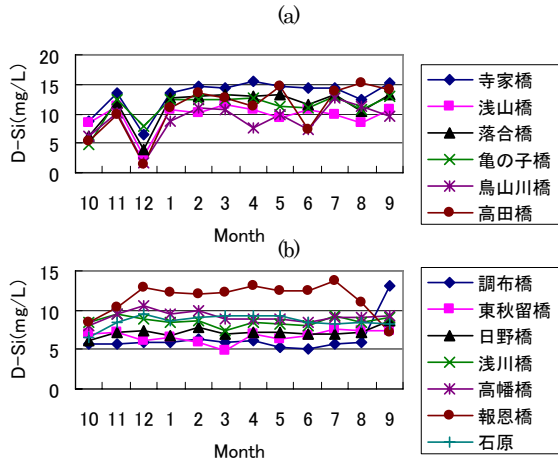 (a)
D-Si(mg/L)
20
15
10
5
0
10 11 12 1 2 3 4 5 6 7 8 9
Month
寺家橋
浅山橋
落合橋
亀の子橋
鳥山川橋
高田橋
(b)
D-Si(mg/L)
15
10
5
0
10 11 12 1 2 3 4 5 6 7 8 9
Month
調布橋
東秋留橋
日野橋
浅川橋
高幡橋
報恩橋
石原